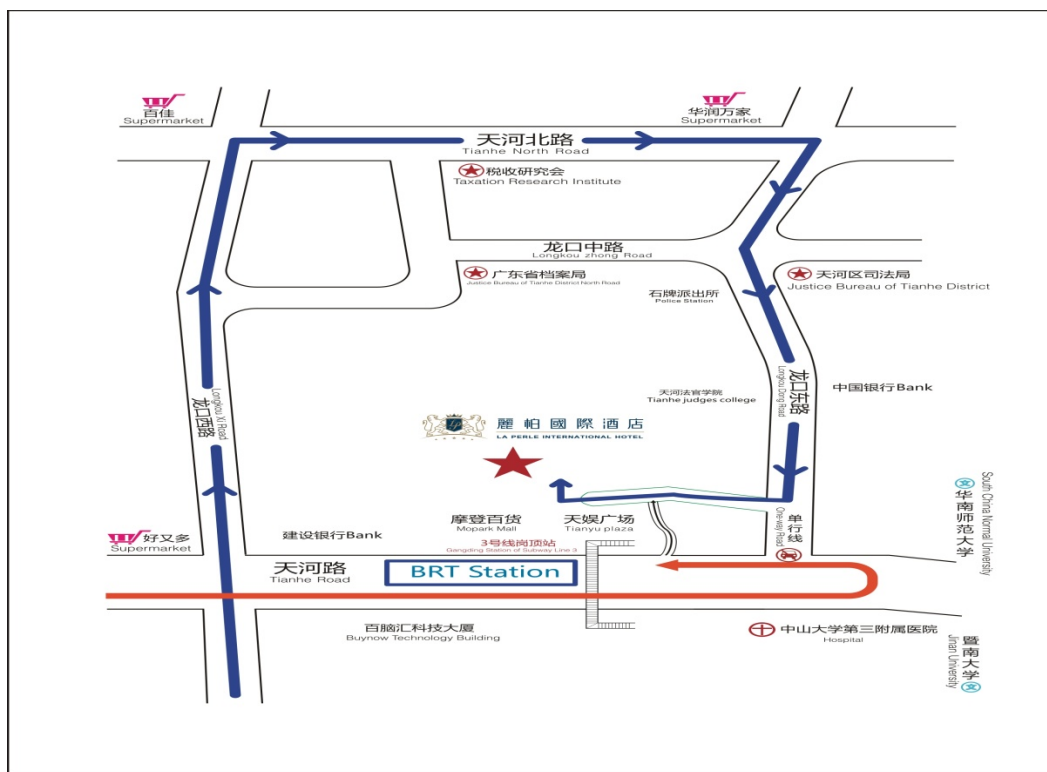 百佳
Supermarket
华润万家
Supermarket
天河北路
Tianhe North Road
税收研究会
Taxation Research Institute
龙口中路
Longkou zhong Road
广东省档案局
Justice Bureau of Tianhe District North Road
天河区司法局
Justice Bureau of Tianhe District
石牌派出所
Police Station
龙口西路
Longkou Xi Road
龙口东路
Longkou Dong Road
中国银行Bank
天河法官学院
Tianhe judges college
麗帕國際酒店
LA PERLE INTERNATIONAL HOTEL
华南师范大学
South China Normal University
单行线
One-way Road
摩登百货
Mopark Mall
天娱广场
Tianyu plaza
好又多
Supermarket
建设银行Bank
3号线岗顶站
Gangding Station of Subway Line 3
天河路
Tianhe Road
BRT Station
百脑汇科技大厦
Buynow Technology Building
中山大学第三附属医院
Hospital
暨南大学
Jinan University